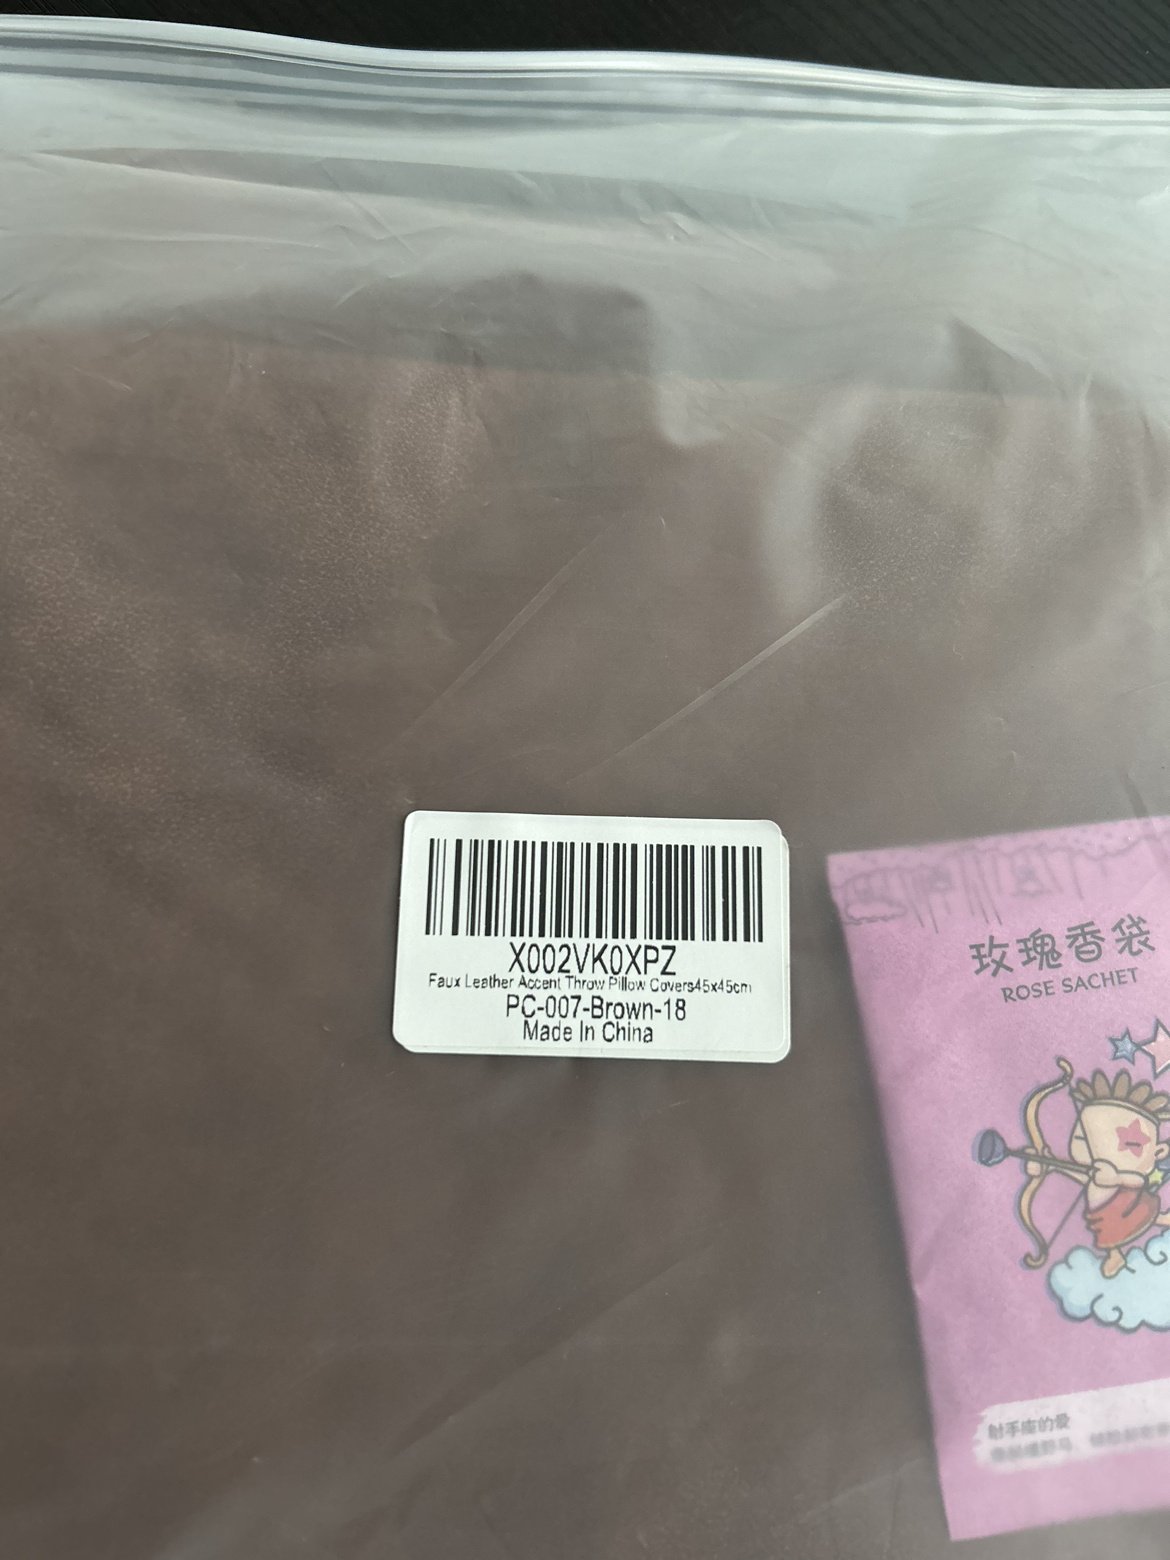 X002VK0XPZ
Faux Leather Accent Throw Pillow Covers45x45cm
PC-007-Brown-18
Made In China
玫瑰香袋
ROSE SACHET
射手座的爱